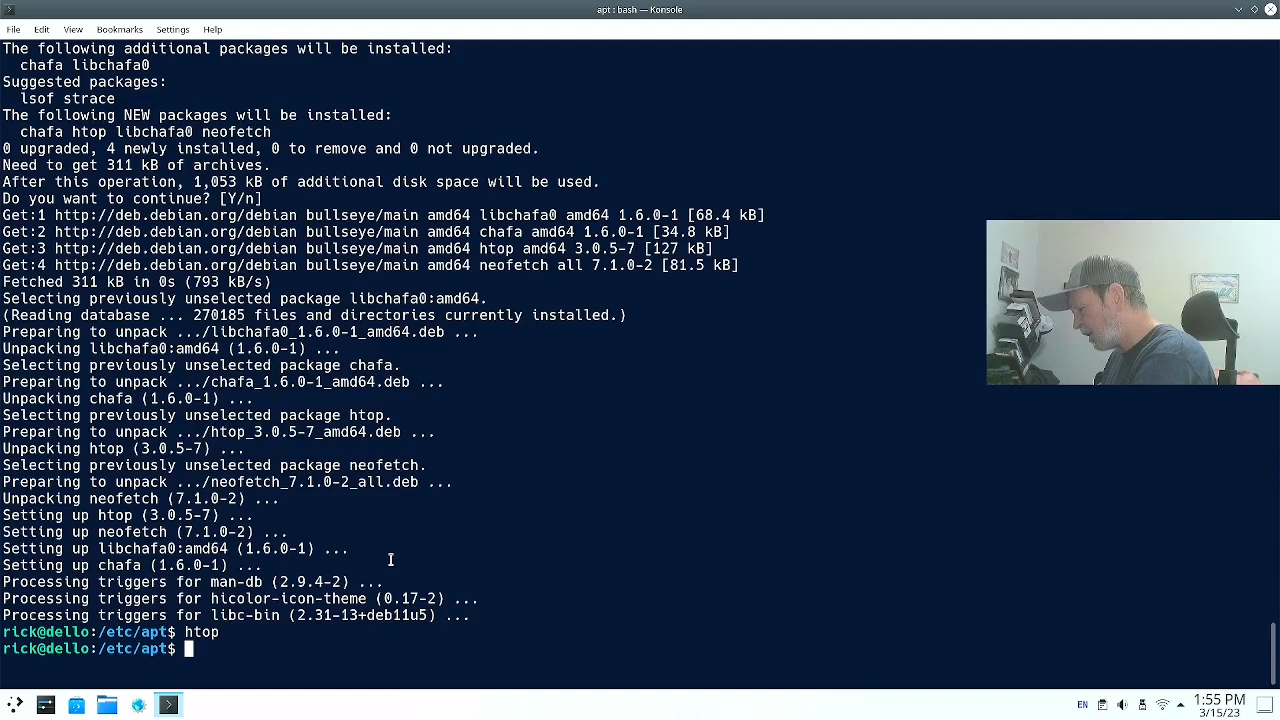 apt : bash — Konsole
File Edit View Bookmarks Settings Help
The following additional packages will be installed:
chafa libchafa0
Suggested packages:
lsof strace
The following NEW packages will be installed:
chafa htop libchafa0 neofetch
0 upgraded, 4 newly installed, 0 to remove and 0 not upgraded.
Need to get 311 kB of archives.
After this operation, 1,053 kB of additional disk space will be used.
Do you want to continue? [Y/n]
Get:1 http://deb.debian.org/debian bullseye/main amd64 libchafa0 amd64 1.6.0-1 [68.4 kB]
Get:2 http://deb.debian.org/debian bullseye/main amd64 chafa amd64 1.6.0-1 [34.8 kB]
Get:3 http://deb.debian.org/debian bullseye/main amd64 htop amd64 3.0.5-7 [127 kB]
Get:4 http://deb.debian.org/debian bullseye/main amd64 neofetch all 7.1.0-2 [81.5 kB]
Fetched 311 kB in 0s (793 kB/s)
Selecting previously unselected package libchafa0:amd64.
(Reading database ... 270185 files and directories currently installed.)
Preparing to unpack .../libchafa0_1.6.0-1_amd64.deb ...
Unpacking libchafa0:amd64 (1.6.0-1) ...
Selecting previously unselected package chafa.
Preparing to unpack .../chafa_1.6.0-1_amd64.deb ...
Unpacking chafa (1.6.0-1) ...
Selecting previously unselected package htop.
Preparing to unpack .../htop_3.0.5-7_amd64.deb ...
Unpacking htop (3.0.5-7) ...
Selecting previously unselected package neofetch.
Preparing to unpack .../neofetch_7.1.0-2_all.deb ...
Unpacking neofetch (7.1.0-2) ...
Setting up htop (3.0.5-7) ...
Setting up neofetch (7.1.0-2) ...
Setting up libchafa0:amd64 (1.6.0-1) ...
Setting up chafa (1.6.0-1) ...
Processing triggers for man-db (2.9.4-2) ...
Processing triggers for hicolor-icon-theme (0.17-2) ...
Processing triggers for libc-bin (2.31-13+deb11u5) ...
rick@dello:/etc/apt$ htop
rick@dello:/etc/apt$
EN
1:55 PM
3/15/23